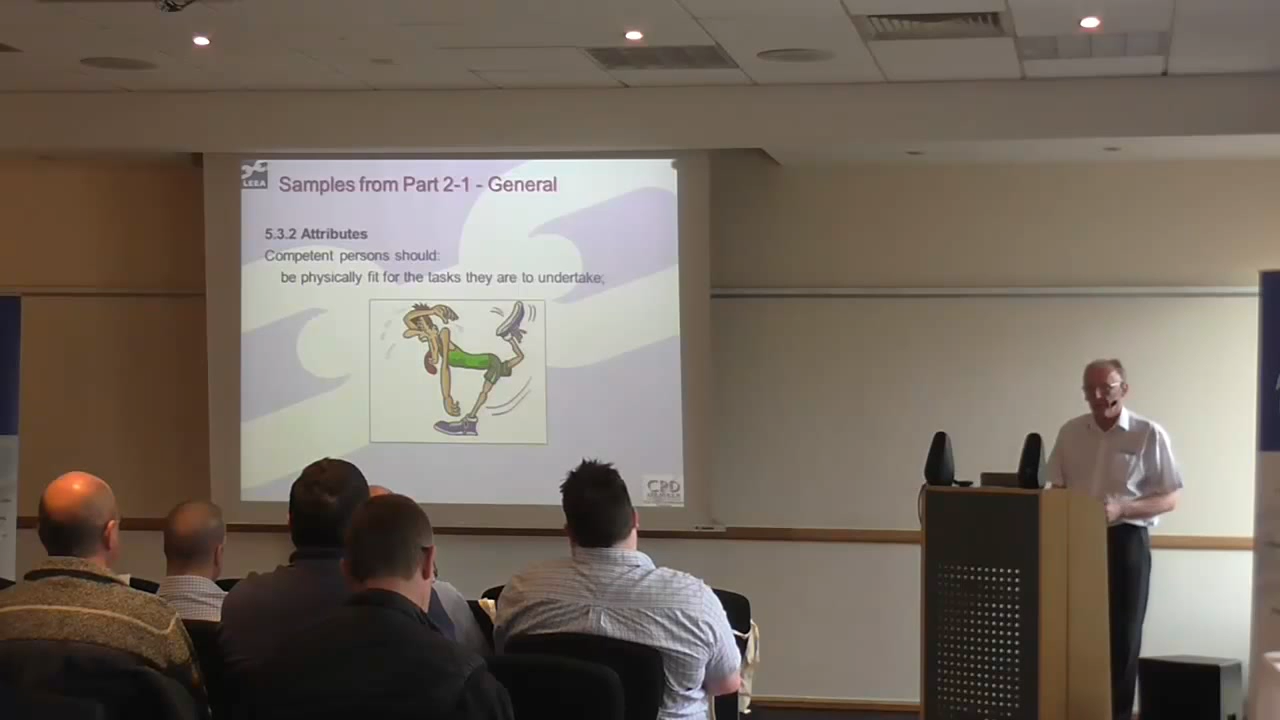 LEEA
Samples from Part 2-1 - General
5.3.2 Attributes
Competent persons should:
be physically fit for the tasks they are to undertake;
CPD